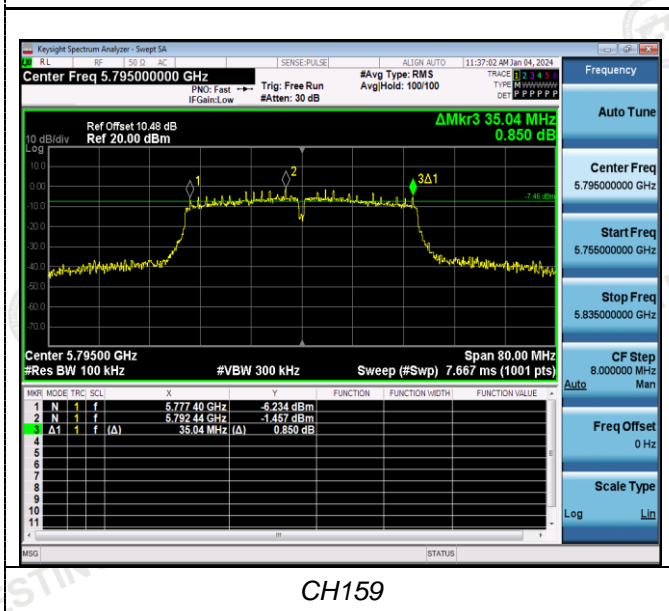 Keysight Spectrum Analyzer - Swept SA
RL RF 50 Ω AC SENSE:PULSE ALIGN AUTO 11:37:02 AM Jan 04, 2024
Center Freq 5.795000000 GHz
PNO: Fast
IFGain:Low
Trig: Free Run
#Atten: 30 dB
#Avg Type: RMS
Avg|Hold: 100/100
TRACE 1 2 3 4 5 6
TYPE M W W W W W
DET P P P P P P
ΔMkr3 35.04 MHz
0.850 dB
Ref Offset 10.48 dB
10 dB/div Ref 20.00 dBm
Log
10.0
0.00
-10.0
-20.0
-30.0
-40.0
-50.0
-60.0
-70.0
1
2
3Δ1
-7.46 dBm
Center 5.79500 GHz Span 80.00 MHz
#Res BW 100 kHz #VBW 300 kHz Sweep (#Swp) 7.667 ms (1001 pts)
MKR MODE TRC SCL X Y FUNCTION FUNCTION WIDTH FUNCTION VALUE
1 N 1 f 5.777 40 GHz -6.234 dBm
2 N 1 f 5.792 44 GHz -1.457 dBm
3 Δ1 1 f (Δ) 35.04 MHz (Δ) 0.850 dB
4
5
6
7
8
9
10
11
MSG STATUS
Frequency
Auto Tune
Center Freq
5.795000000 GHz
Start Freq
5.755000000 GHz
Stop Freq
5.835000000 GHz
CF Step
8.000000 MHz
Auto Man
Freq Offset
0 Hz
Scale Type
Log Lin
CH159